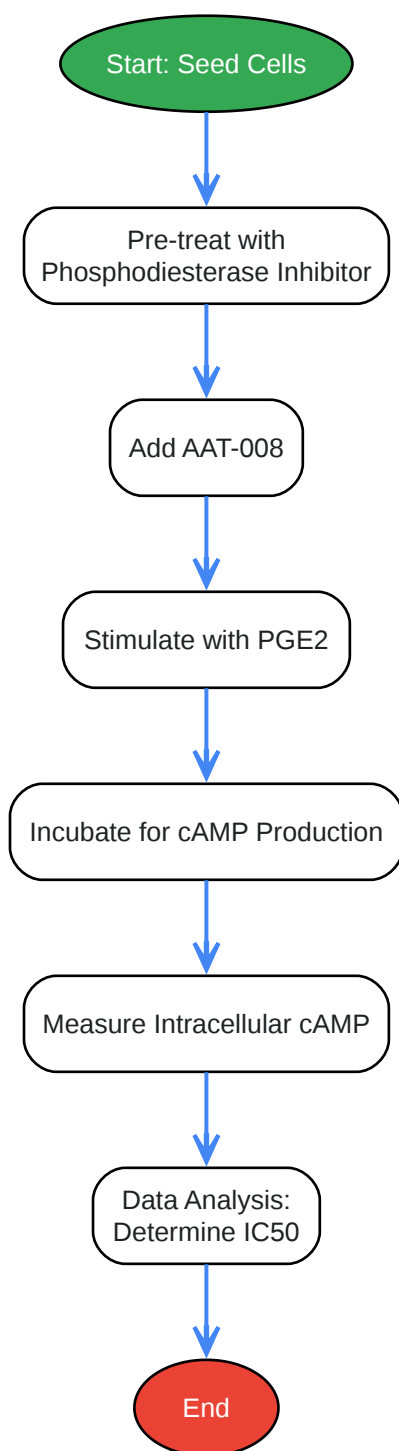 Start: Seed Cells
Pre-treat with
Phosphodiesterase Inhibitor
Add AAT-008
Stimulate with PGE2
Incubate for cAMP Production
Measure Intracellular cAMP
Data Analysis:
Determine IC50
End